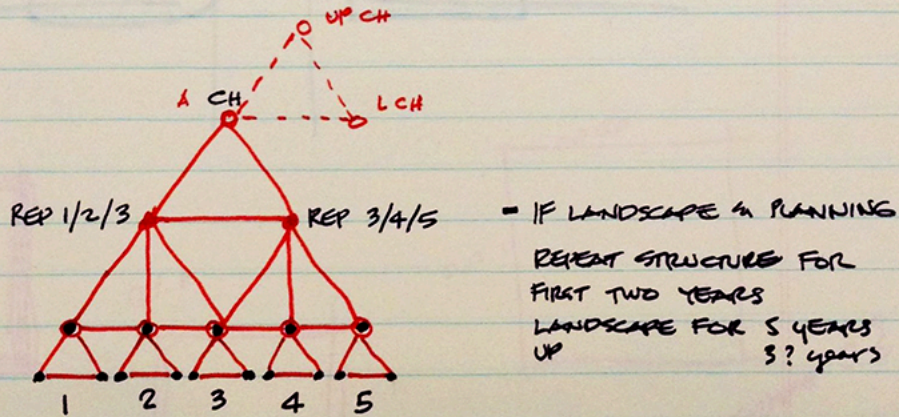 UP CH
A CH
L CH
REP 1/2/3
REP 3/4/5
- IF LANDSCAPE & PLANNING
REPEAT STRUCTURE FOR
FIRST TWO YEARS
LANDSCAPE FOR 5 YEARS
UP 3? years
1 2 3 4 5